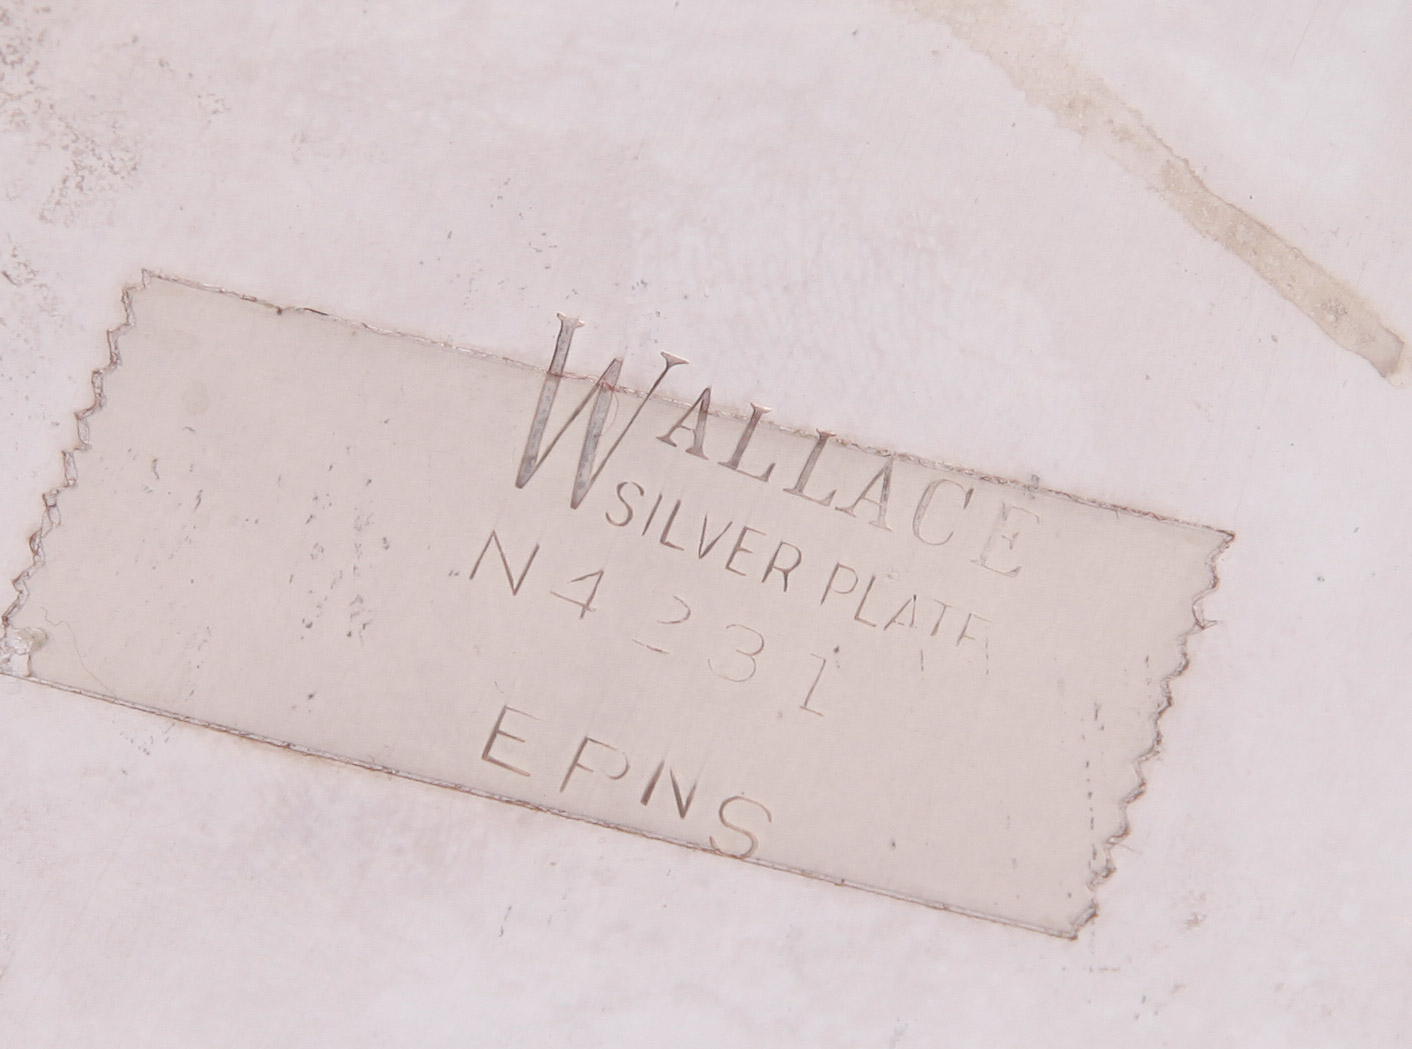 WALLACE
SILVER PLATE
N4231
EPNS